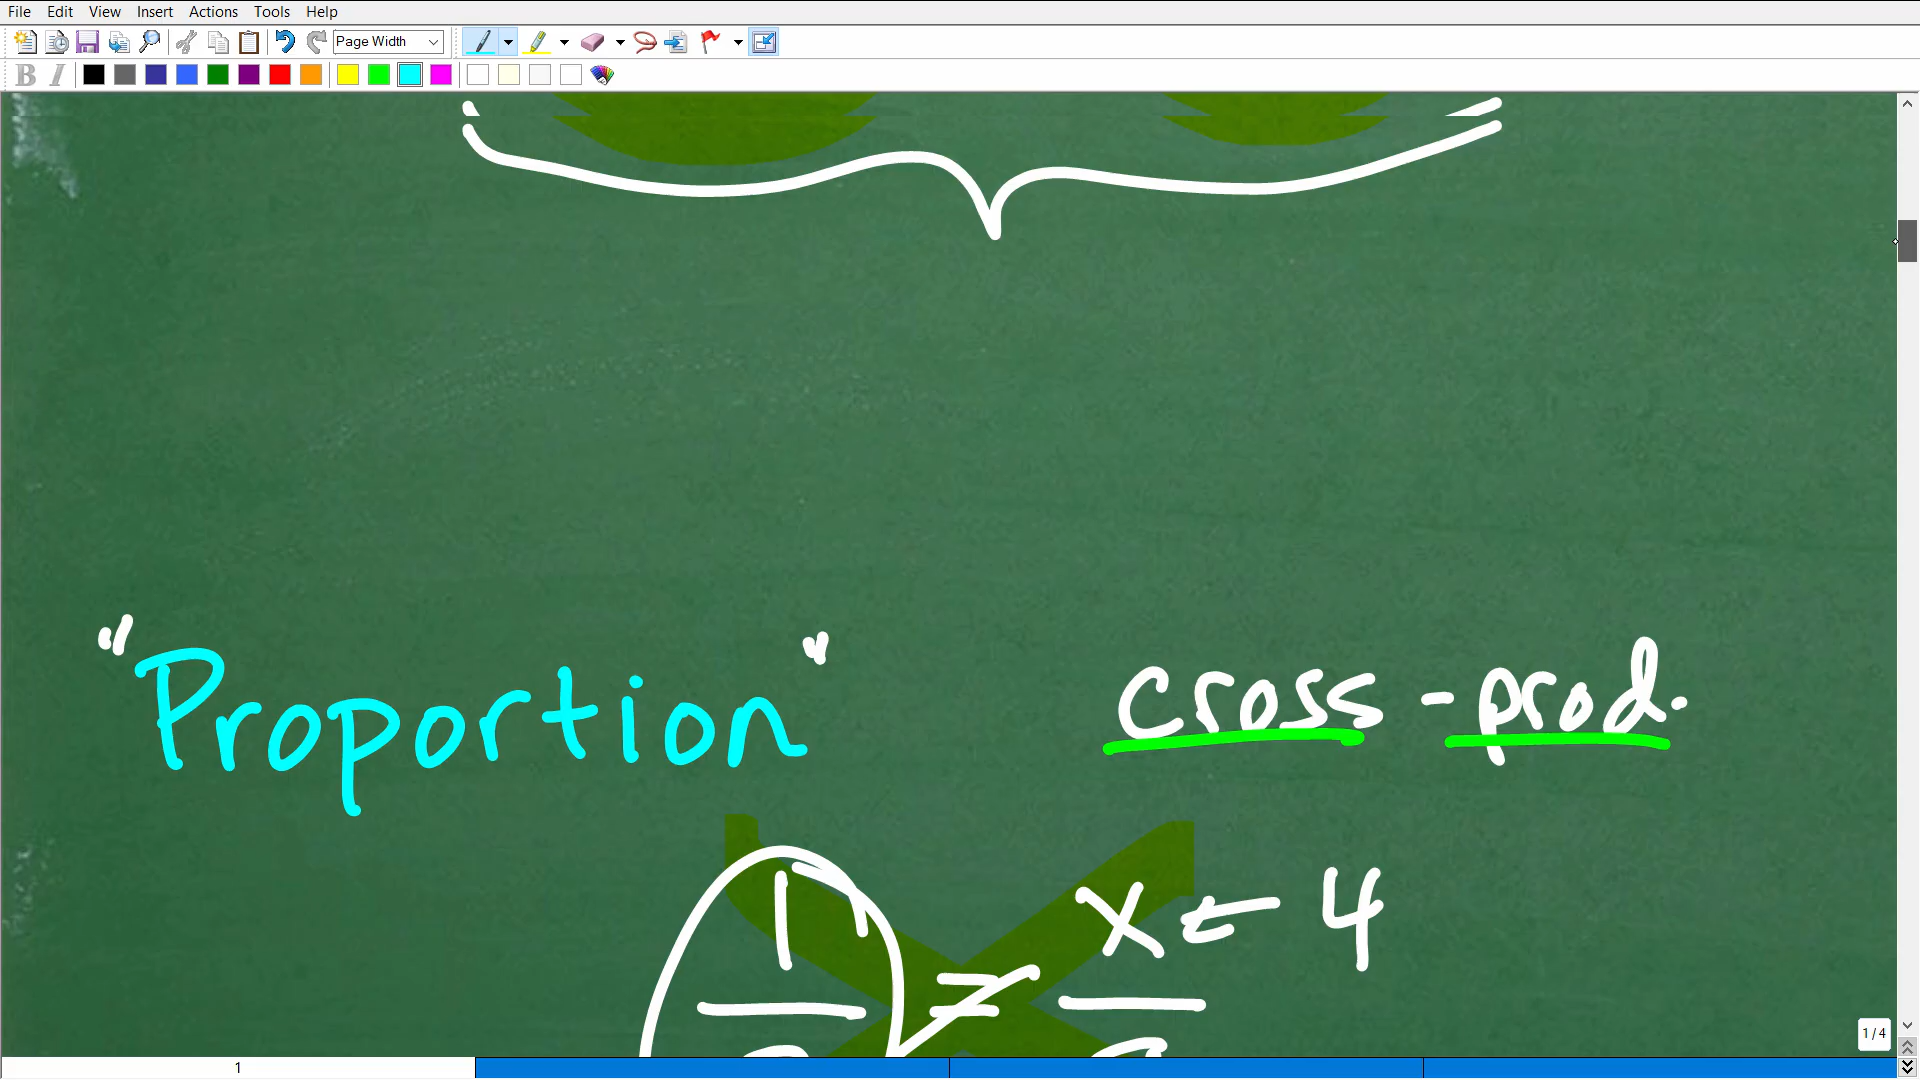 File Edit View Insert Actions Tools Help
Page Width
B I
"Proportion" cross-prod.
1 = x ← 4
1/4
1